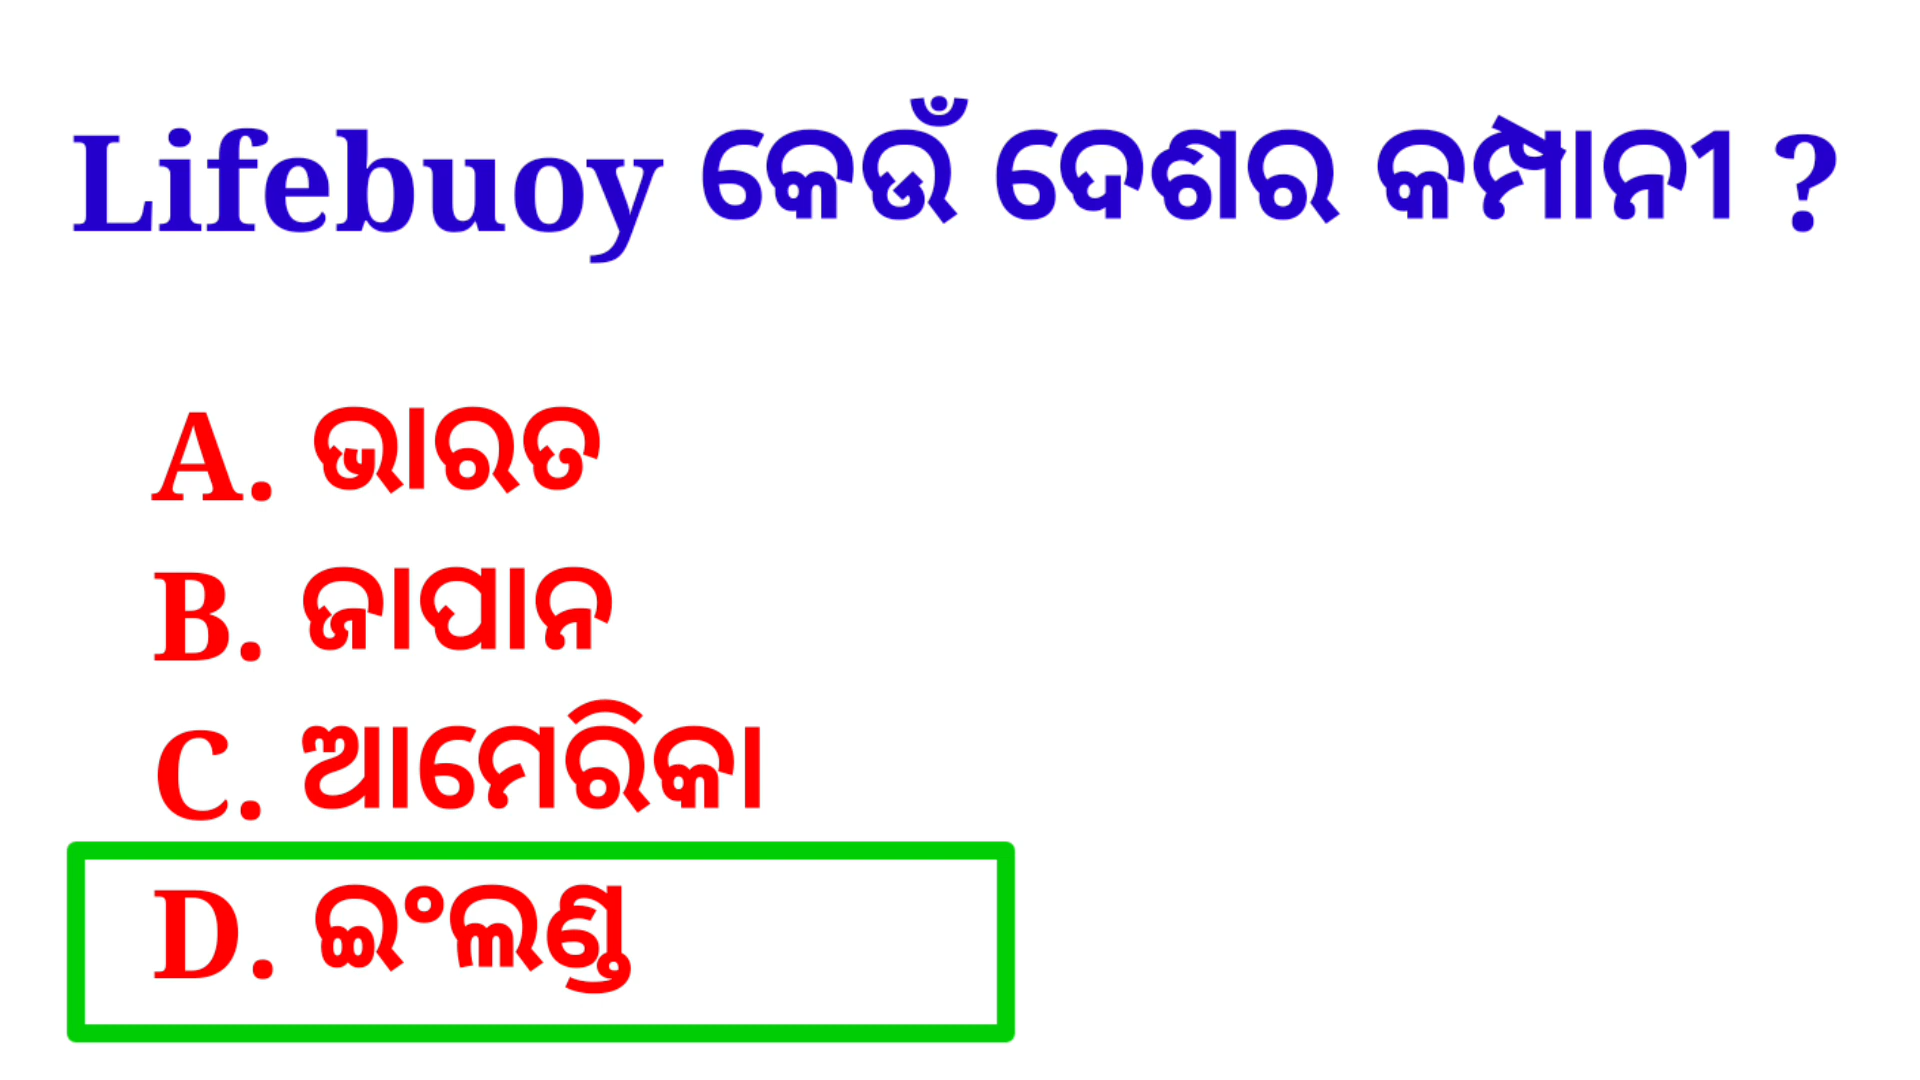 Lifebuoy କେଉଁ ଦେଶର କମ୍ପାନୀ ?
A. ଭାରତ
B. ଜାପାନ
C. ଆମେରିକା
D. ଇଂଲଣ୍ଡ